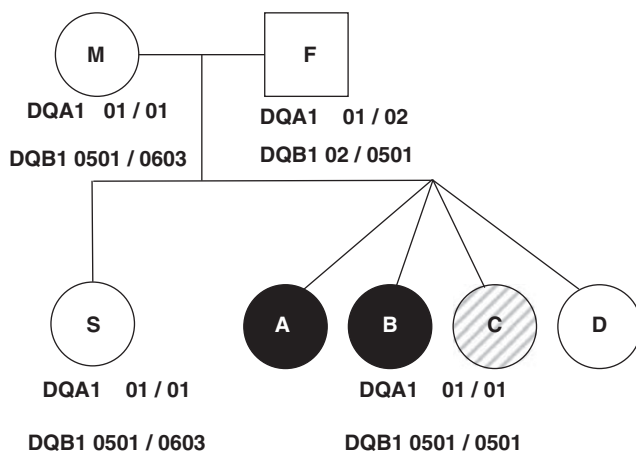 M F
DQA1 01 / 01
DQA1 01 / 02
DQB1 0501 / 0603
DQB1 02 / 0501
S A B C D
DQA1 01 / 01 DQA1 01 / 01
DQB1 0501 / 0603 DQB1 0501 / 0501